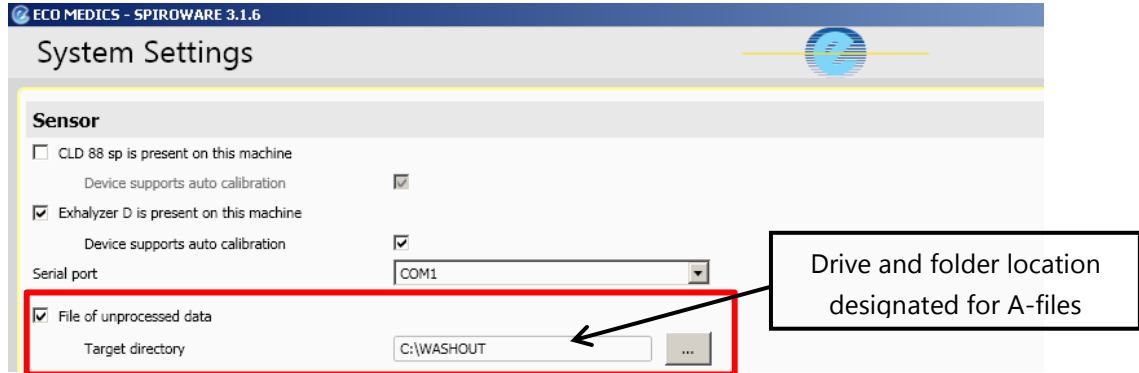 ECO MEDICS - SPIROWARE 3.1.6
System Settings
Sensor
CLD 88 sp is present on this machine
Device supports auto calibration
Exhalyzer D is present on this machine
Device supports auto calibration
Serial port COM1
Drive and folder location
designated for A-files
File of unprocessed data
Target directory C:\WASHOUT ...